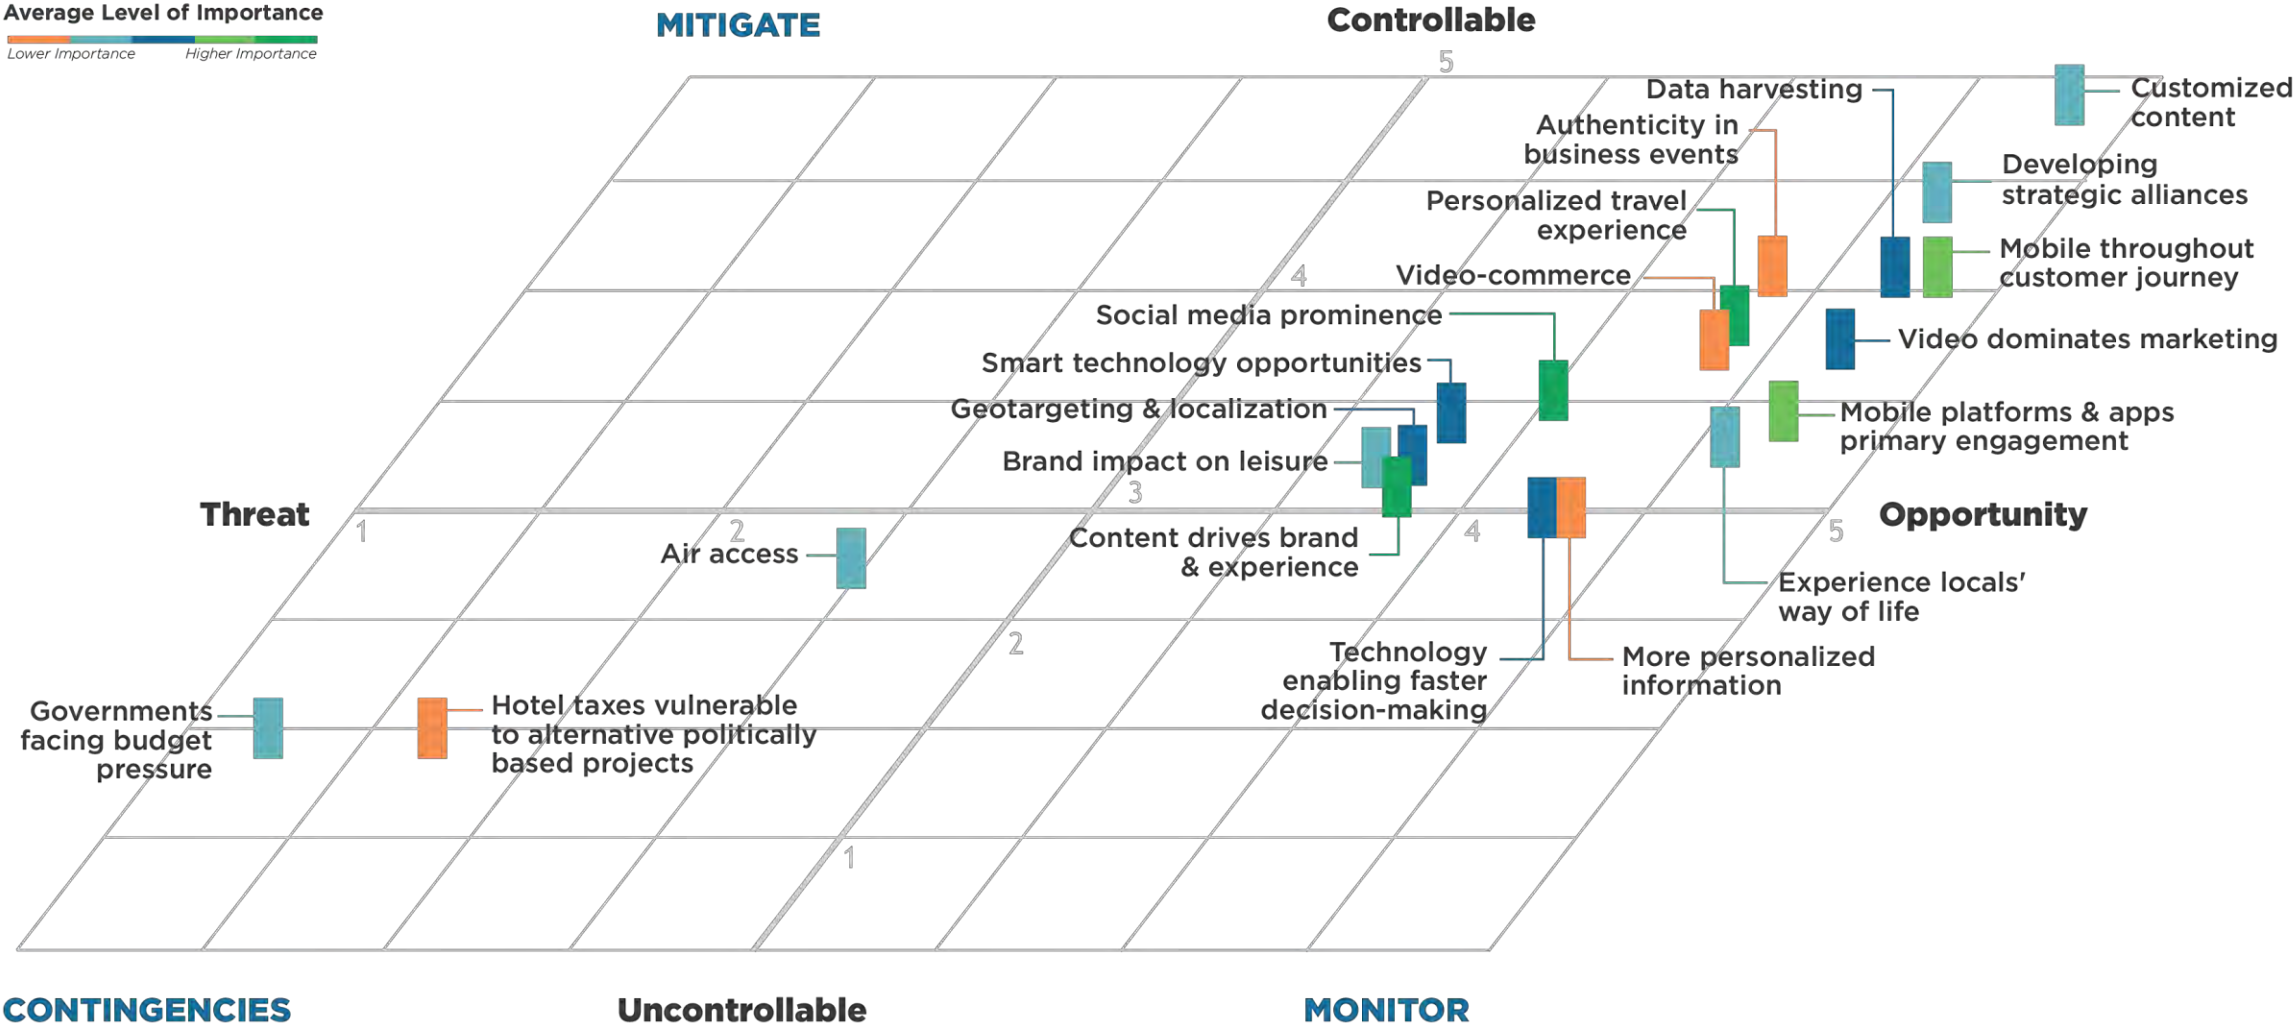 Average Level of Importance
Lower Importance
Higher Importance
MITIGATE
Controllable
5
Data harvesting
Customized
content
Authenticity in
business events
Developing
strategic alliances
Personalized travel
experience
Mobile throughout
customer journey
Video-commerce
4
Social media prominence
Video dominates marketing
Smart technology opportunities
Geotargeting & localization
Mobile platforms & apps
primary engagement
Brand impact on leisure
3
Threat
1
2
4
5
Opportunity
Air access
Content drives brand
& experience
Experience locals'
way of life
2
Technology
enabling faster
decision-making
More personalized
information
Governments
facing budget
pressure
Hotel taxes vulnerable
to alternative politically
based projects
1
CONTINGENCIES
Uncontrollable
MONITOR